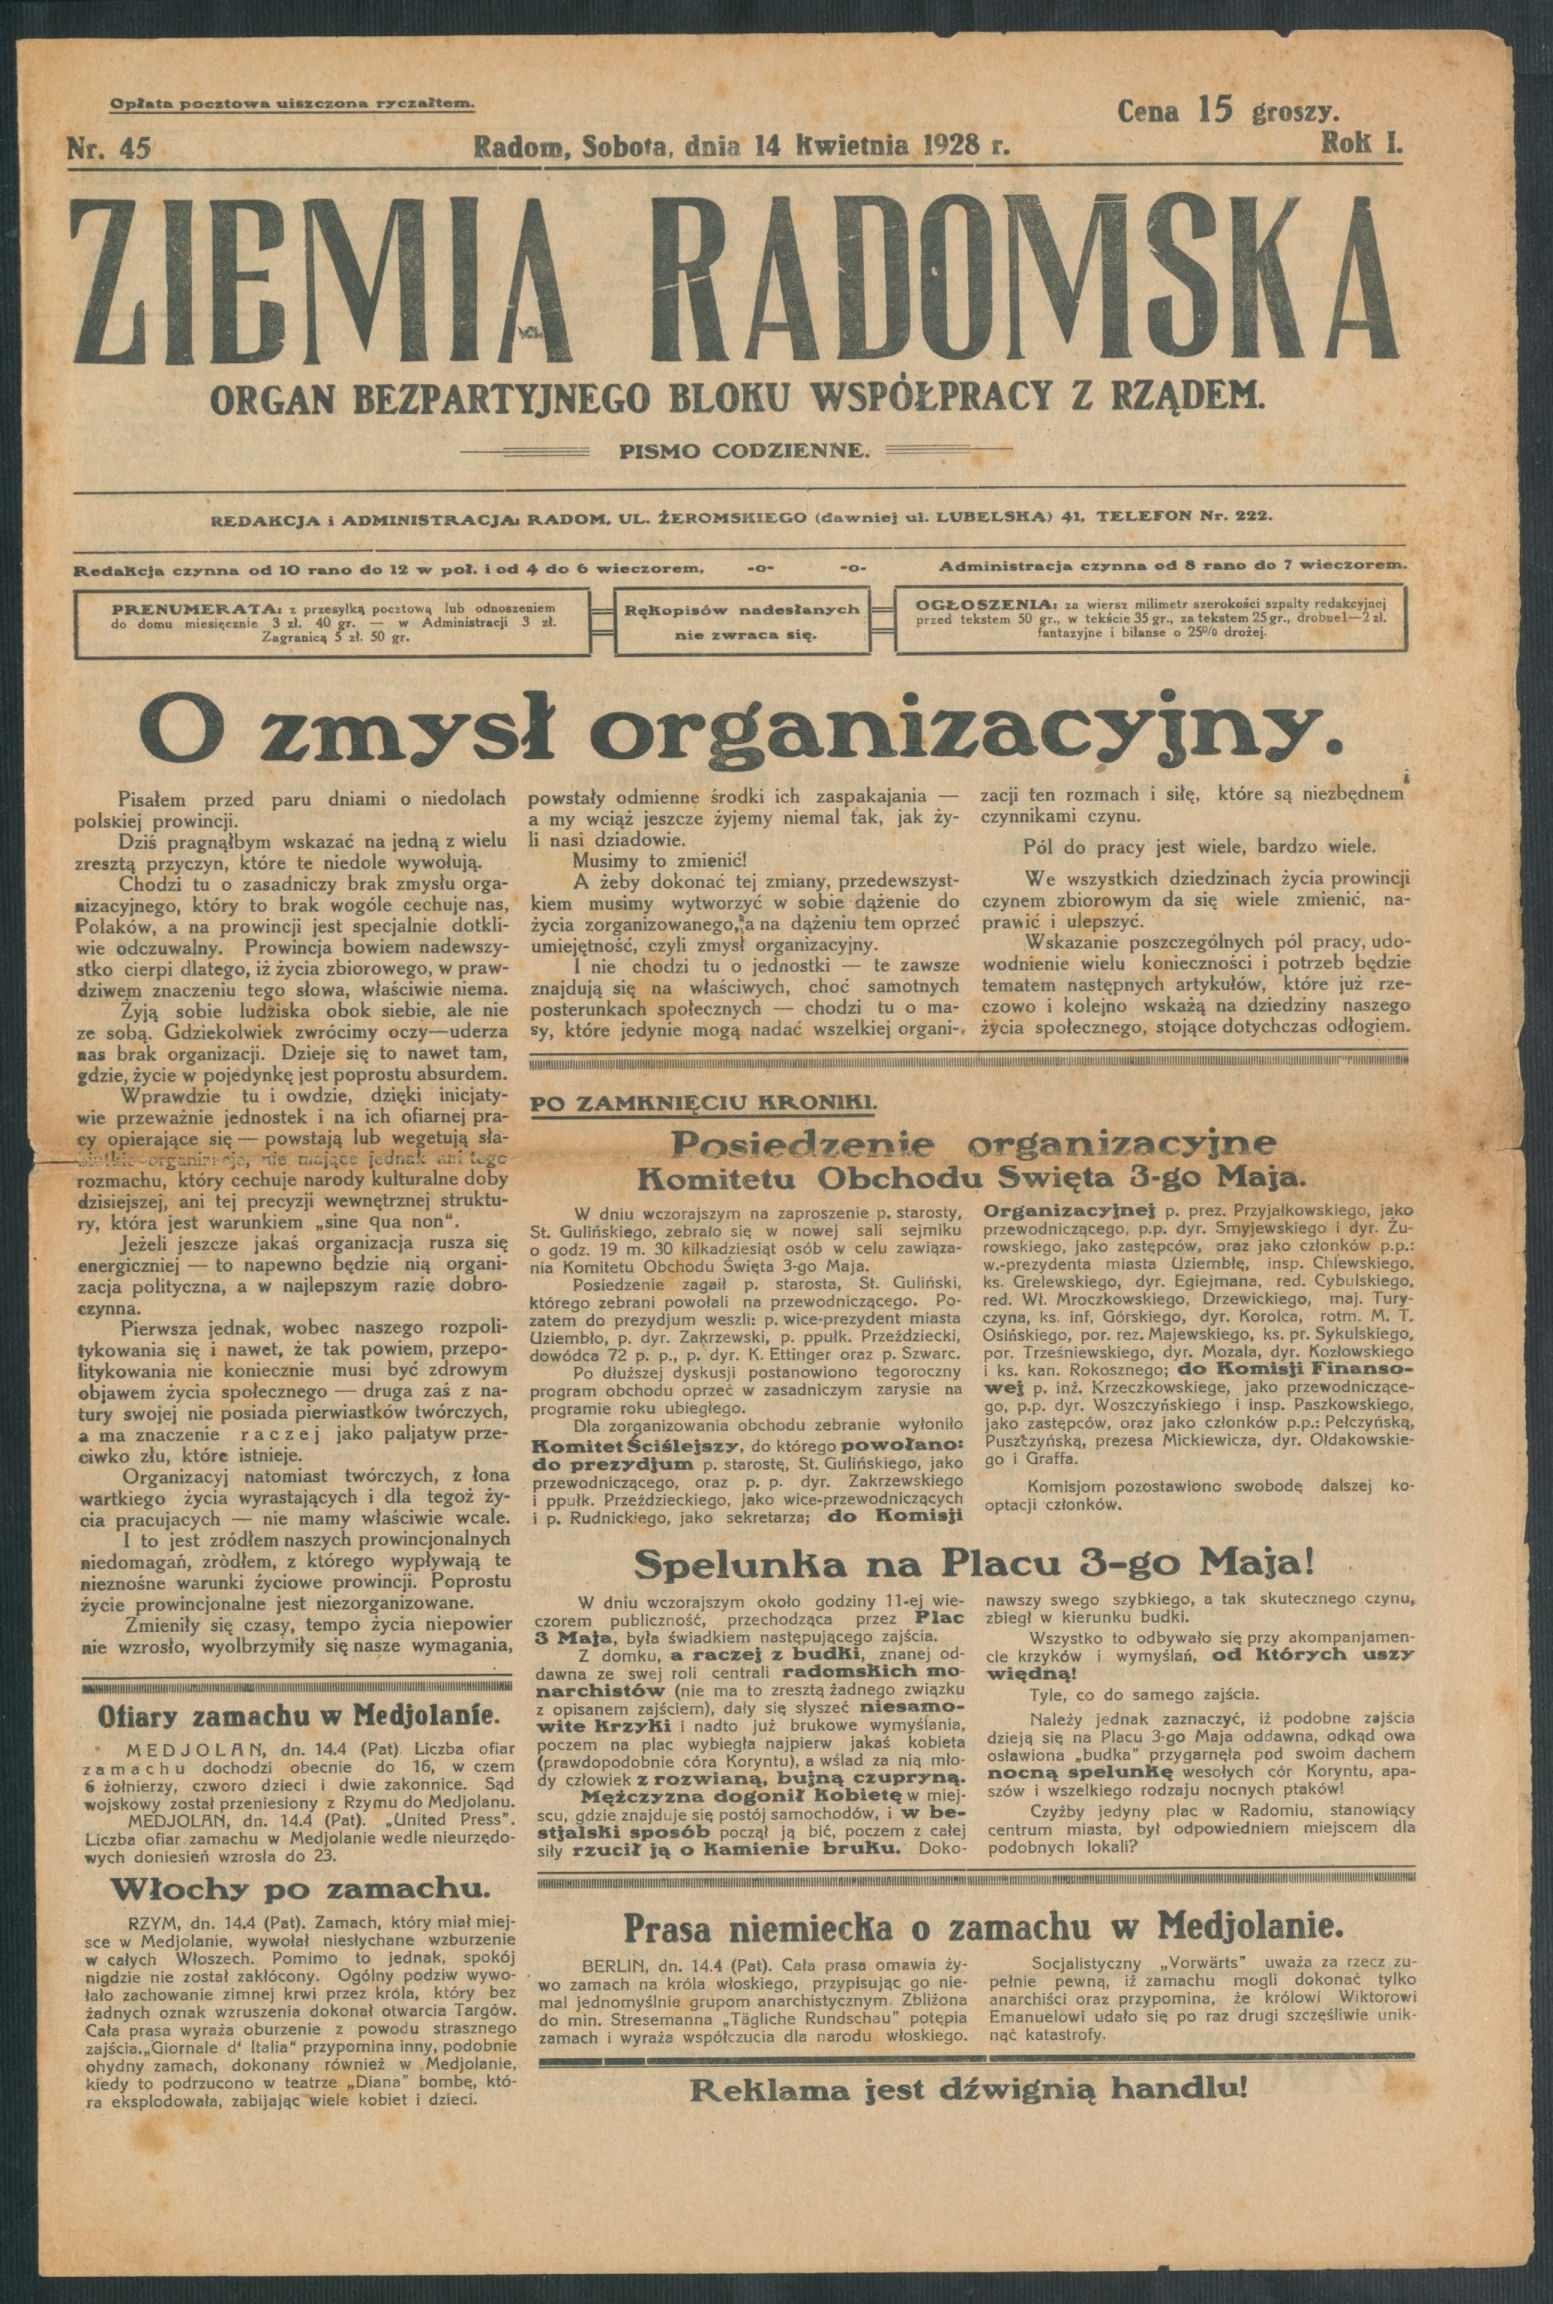 Opłata pocztowa uiszczona ryczałtem.
Cena 15 groszy.
Nr. 45
Radom, Sobota, dnia 14 Kwietnia 1928 r.
Rok I.
ZIEMIA RADOMSKA
ORGAN BEZPARTYJNEGO BLOKU WSPÓŁPRACY Z RZĄDEM.
PISMO CODZIENNE.
REDAKCJA i ADMINISTRACJA: RADOM, UL. ŻEROMSKIEGO (dawniej ul. LUBELSKA) 41. TELEFON Nr. 222.
Redakcja czynna od 10 rano do 12 w poł. i od 4 do 6 wieczorem, -o- -o- Administracja czynna od 8 rano do 7 wieczorem.
PRENUMERATA: z przesyłką pocztową lub odnoszeniem
do domu miesięcznie 3 zł. 40 gr. — w Administracji 3 zł.
Zagranicą 5 zł. 50 gr.
Rękopisów nadesłanych
nie zwraca się.
OGŁOSZENIA: za wiersz milimetr szerokości szpalty redakcyjnej
przed tekstem 50 gr., w tekście 35 gr., za tekstem 25 gr., drobne1—2 zł.
fantazyjne i bilanse o 25% drożej.
O zmysł organizacyjny.
Pisałem przed paru dniami o niedolach
polskiej prowincji.
Dziś pragnąłbym wskazać na jedną z wielu
zresztą przyczyn, które te niedole wywołują.
Chodzi tu o zasadniczy brak zmysłu orga-
nizacyjnego, który to brak wogóle cechuje nas,
Polaków, a na prowincji jest specjalnie dotkli-
wie odczuwalny. Prowincja bowiem nadewszy-
stko cierpi dlatego, iż życia zbiorowego, w praw-
dziwem znaczeniu tego słowa, właściwie niema.
Żyją sobie ludziska obok siebie, ale nie
ze sobą. Gdziekolwiek zwrócimy oczy—uderza
nas brak organizacji. Dzieje się to nawet tam,
gdzie, życie w pojedynkę jest poprostu absurdem.
Wprawdzie tu i owdzie, dzięki inicjaty-
wie przeważnie jednostek i na ich ofiarnej pra-
cy opierające się — powstają lub wegetują sła-
nie mające jednak ani tego
rozmachu, który cechuje narody kulturalne doby
dzisiejszej, ani tej precyzji wewnętrznej struktu-
ry, która jest warunkiem „sine qua non“.
Jeżeli jeszcze jakaś organizacja rusza się
energiczniej — to napewno będzie nią organi-
zacja polityczna, a w najlepszym razie dobro-
czynna.
Pierwsza jednak, wobec naszego rozpoli-
tykowania się i nawet, że tak powiem, przepo-
litykowania nie koniecznie musi być zdrowym
objawem życia społecznego — druga zaś z na-
tury swojej nie posiada pierwiastków twórczych,
a ma znaczenie raczej jako paljatyw prze-
ciwko złu, które istnieje.
Organizacyj natomiast twórczych, z łona
wartkiego życia wyrastających i dla tegoż ży-
cia pracujacych — nie mamy właściwie wcale.
I to jest zródłem naszych prowincjonalnych
niedomagań, zròdłem, z którego wypływają te
nieznośne warunki życiowe prowincji. Poprostu
życie prowincjonalne jest niezorganizowane.
Zmieniły się czasy, tempo życia niepowier
nie wzrosło, wyolbrzymiły się nasze wymagania,
powstały odmienne środki ich zaspakajania —
a my wciąż jeszcze żyjemy niemal tak, jak ży-
li nasi dziadowie.
Musimy to zmienić!
A żeby dokonać tej zmiany, przedewszyst-
kiem musimy wytworzyć w sobie dążenie do
życia zorganizowanego, a na dążeniu tem oprzeć
umiejętność, czyli zmysł organizacyjny.
I nie chodzi tu o jednostki — te zawsze
znajdują się na właściwych, choć samotnych
posterunkach społecznych — chodzi tu o ma-
sy, które jedynie mogą nadać wszelkiej organi-
zacji ten rozmach i siłę, które są niezbędnem i
czynnikami czynu.
Pól do pracy jest wiele, bardzo wiele.
We wszystkich dziedzinach życia prowincji
czynem zbiorowym da się wiele zmienić, na-
prawić i ulepszyć.
Wskazanie poszczególnych pól pracy, udo-
wodnienie wielu konieczności i potrzeb będzie
tematem następnych artykułów, które już rze-
czowo i kolejno wskażą na dziedziny naszego
życia społecznego, stojące dotychczas odłogiem.
Ofiary zamachu w Medjolanie.
MEDJOLAN, dn. 14.4 (Pat). Liczba ofiar
zamachu dochodzi obecnie do 16, w czem
6 żołnierzy, czworo dzieci i dwie zakonnice. Sąd
wojskowy został przeniesiony z Rzymu do Medjolanu.
MEDJOLAN, dn. 14.4 (Pat). „United Press”.
Liczba ofiar zamachu w Medjolanie wedle nieurzędo-
wych doniesień wzrosła do 23.
Włochy po zamachu.
RZYM, dn. 14.4 (Pat). Zamach, który miał miej-
sce w Medjolanie, wywołał niesłychane wzburzenie
w całych Włoszech. Pomimo to jednak, spokój
nigdzie nie został zakłócony. Ogólny podziw wywo-
łało zachowanie zimnej krwi przez króla, który bez
żadnych oznak wzruszenia dokonał otwarcia Targów.
Cała prasa wyraża oburzenie z powodu strasznego
zajścia.„Giornale d' Italia“ przypomina inny, podobnie
ohydny zamach, dokonany również w Medjolanie,
kiedy to podrzucono w teatrze „Diana” bombę, któ-
ra eksplodowała, zabijając wiele kobiet i dzieci.
PO ZAMKNIĘCIU KRONIKI.
Posiedzenie organizacyjne
Komitetu Obchodu Swięta 3-go Maja.
W dniu wczorajszym na zaproszenie p. starosty,
St. Gulińskiego, zebrało się w nowej sali sejmiku
o godz. 19 m. 30 kilkadziesiąt osób w celu zawiąza-
nia Komitetu Obchodu Święta 3-go Maja.
Posiedzenie zagaił p. starosta, St. Guliński,
którego zebrani powołali na przewodniczącego. Po-
zatem do prezydjum weszli: p. wice-prezydent miasta
Uziembło, p. dyr. Zakrzewski, p. ppułk. Przeździecki,
dowódca 72 p. p., p. dyr. K. Ettinger oraz p. Szwarc.
Po dłuższej dyskusji postanowiono tegoroczny
program obchodu oprzeć w zasadniczym zarysie na
programie roku ubiegłego.
Dla zorganizowania obchodu zebranie wyłoniło
Komitet Ściślejszy, do którego powołano:
do prezydjum p. starostę, St. Gulińskiego, jako
przewodniczącego, oraz p. p. dyr. Zakrzewskiego
i ppułk. Przeździeckiego, jako wice-przewodniczących
i p. Rudnickiego, jako sekretarza; do Komisji
Organizacyjnej p. prez. Przyjałkowskiego, jako
przewodniczącego, p.p. dyr. Smyjewskiego i dyr. Żu-
rowskiego, jako zastępców, oraz jako członków p.p.:
w.-prezydenta miasta Uziembłę, insp. Chlewskiego,
ks. Grelewskiego, dyr. Egiejmana, red. Cybulskiego,
red. Wł. Mroczkowskiego, Drzewickiego, maj. Tury-
czyna, ks. inf, Górskiego, dyr. Korolca, rotm. M. T.
Osińskiego, por. rez. Majewskiego, ks. pr. Sykulskiego,
por. Trześniewskiego, dyr. Mozala, dyr. Kozłowskiego
i ks. kan. Rokosznego; do Komisji Finanso-
wej p. inż. Krzeczkowskiege, jako przewodniczące-
go, p.p. dyr. Woszczyńskiego i insp. Paszkowskiego,
jako zastępców, oraz jako członków p.p.: Pełczyńską,
Puszłzyńską, prezesa Mickiewicza, dyr. Ołdakowskie-
go i Graffa.
Komisjom pozostawiono swobodę dalszej ko-
optacji członków.
Spelunka na Placu 3-go Maja!
W dniu wczorajszym około godziny 11-ej wie-
czorem publiczność, przechodząca przez Plac
3 Maja, była świadkiem następującego zajścia.
Z domku, a raczej z budki, znanej od-
dawna ze swej roli centrali radomskich mo-
narchistów (nie ma to zresztą żadnego związku
z opisanem zajściem), dały się słyszeć niesamo-
wite krzyki i nadto już brukowe wymyślania,
poczem na plac wybiegła najpierw jakaś kobieta
(prawdopodobnie córa Koryntu), a wślad za nią mło-
dy człowiek z rozwianą, bujną czupryną.
Mężczyzna dogonił kobietę w miej-
scu, gdzie znajduje się postój samochodów, i w be-
stjalski sposób począł ją bić, poczem z całej
siły rzucił ją o kamienie bruku. Doko-
nawszy swego szybkiego, a tak skutecznego czynu,
zbiegł w kierunku budki.
Wszystko to odbywało się przy akompanjamen-
cie krzyków i wymyślań, od których uszy
więdną!
Tyle, co do samego zajścia.
Należy jednak zaznaczyć, iż podobne zajścia
dzieją się na Placu 3-go Maja oddawna, odkąd owa
osławiona „budka” przygarnęła pod swoim dachem
nocną spelunkę wesołych cór Koryntu, apa-
szów i wszelkiego rodzaju nocnych ptaków!
Czyżby jedyny plac w Radomiu, stanowiący
centrum miasta, był odpowiedniem miejscem dla
podobnych lokali?
Prasa niemiecka o zamachu w Medjolanie.
BERLIN, dn. 14.4 (Pat). Cała prasa omawia ży-
wo zamach na króla włoskiego, przypisując go nie-
mal jednomyślnie grupom anarchistycznym. Zbliżona
do min. Stresemanna „Tägliche Rundschau” potępia
zamach i wyraża współczucia dla narodu włoskiego.
Socjalistyczny „Vorwärts” uważa za rzecz zu-
pełnie pewną, iż zamachu mogli dokonać tylko
anarchiści oraz przypomina, że królowi Wiktorowi
Emanuelowi udało się po raz drugi szczęśliwie unik-
nąć katastrofy.
Reklama jest dźwignią handlu!